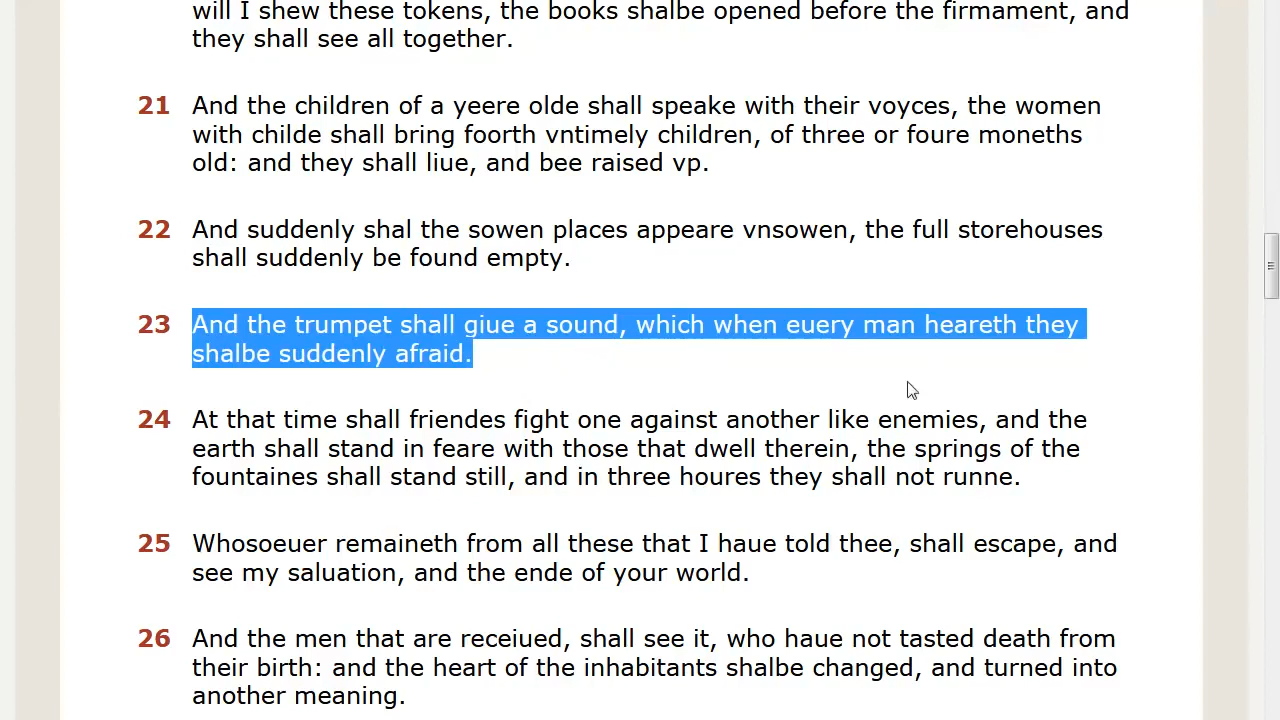 will I shew these tokens, the books shalbe opened before the firmament, and
they shall see all together.
21 And the children of a yeere olde shall speake with their voyces, the women
with childe shall bring foorth vntimely children, of three or foure moneths
old: and they shall liue, and bee raised vp.
22 And suddenly shal the sowen places appeare vnsowen, the full storehouses
shall suddenly be found empty.
23 And the trumpet shall giue a sound, which when euery man heareth they
shalbe suddenly afraid.
24 At that time shall friendes fight one against another like enemies, and the
earth shall stand in feare with those that dwell therein, the springs of the
fountaines shall stand still, and in three houres they shall not runne.
25 Whosoeuer remaineth from all these that I haue told thee, shall escape, and
see my saluation, and the ende of your world.
26 And the men that are receiued, shall see it, who haue not tasted death from
their birth: and the heart of the inhabitants shalbe changed, and turned into
another meaning.